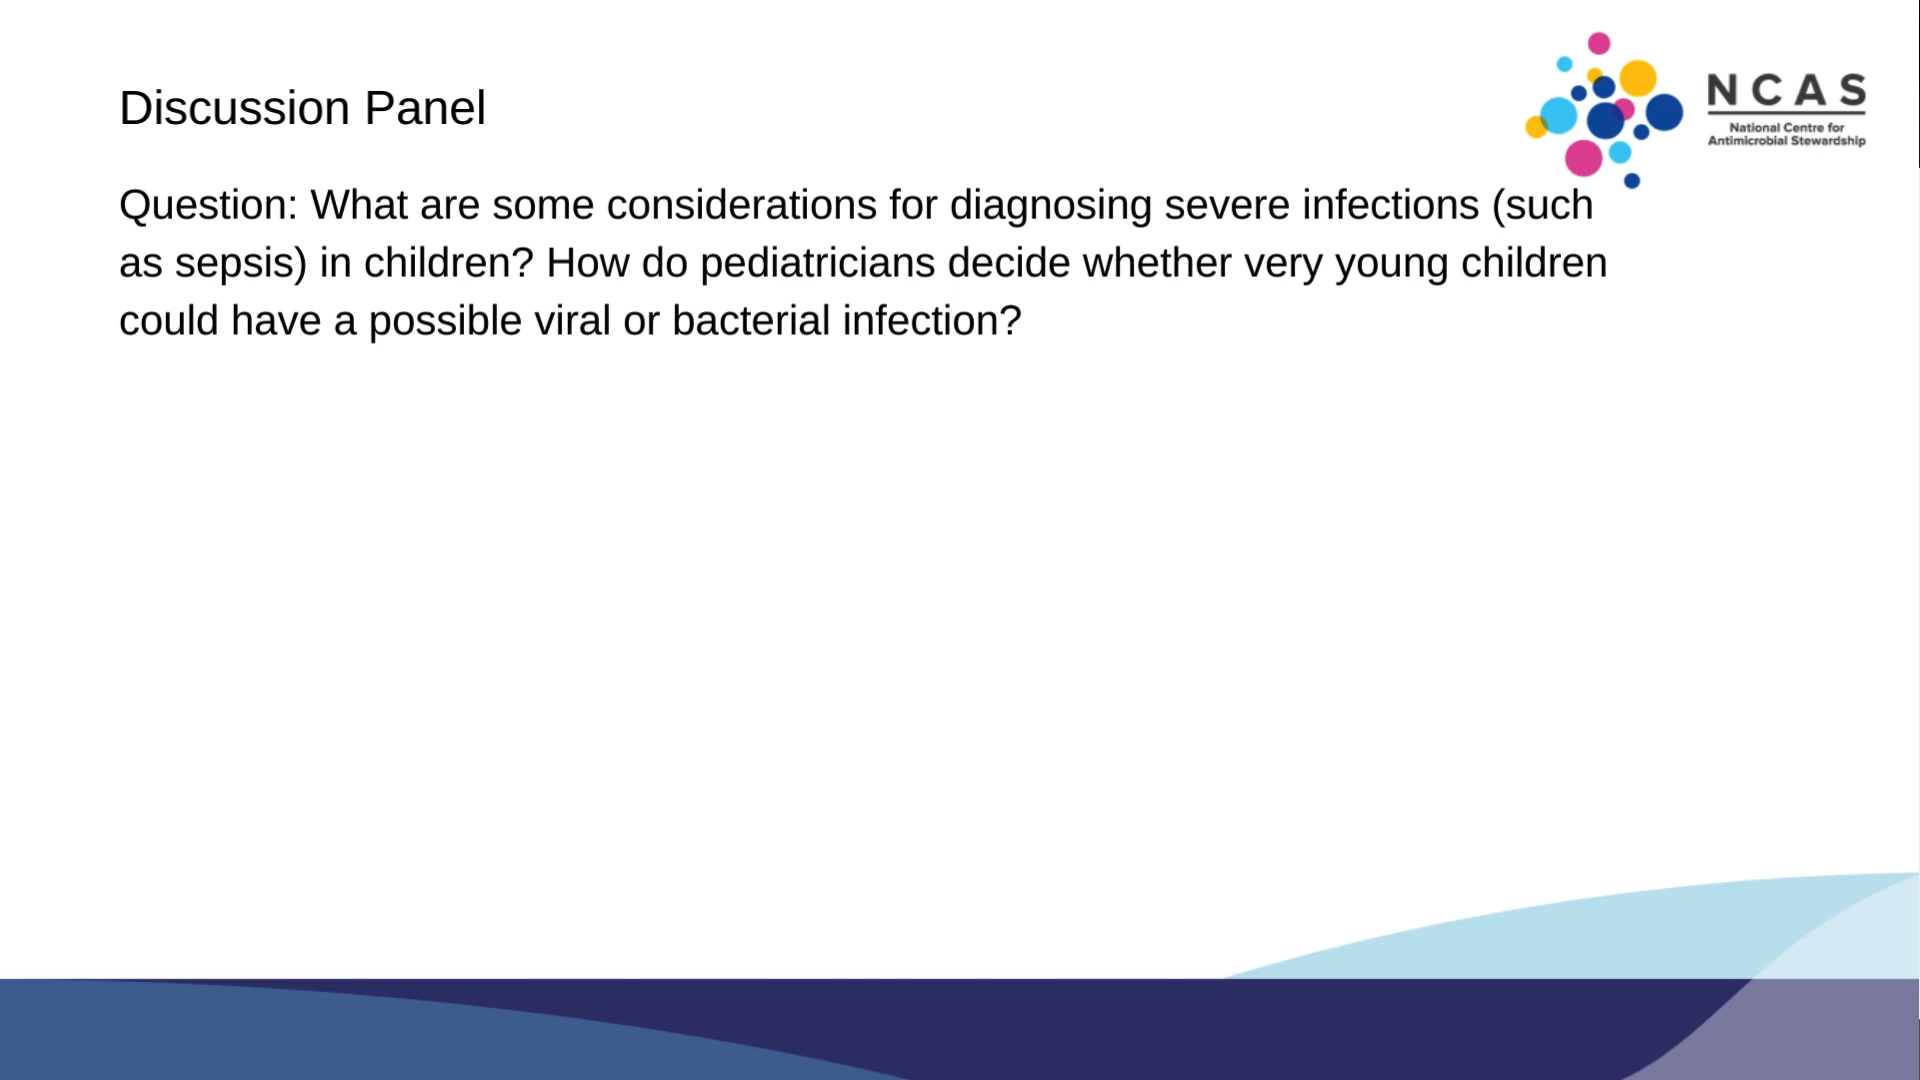 Discussion Panel
NCAS
National Centre for
Antimicrobial Stewardship
Question: What are some considerations for diagnosing severe infections (such
as sepsis) in children? How do pediatricians decide whether very young children
could have a possible viral or bacterial infection?